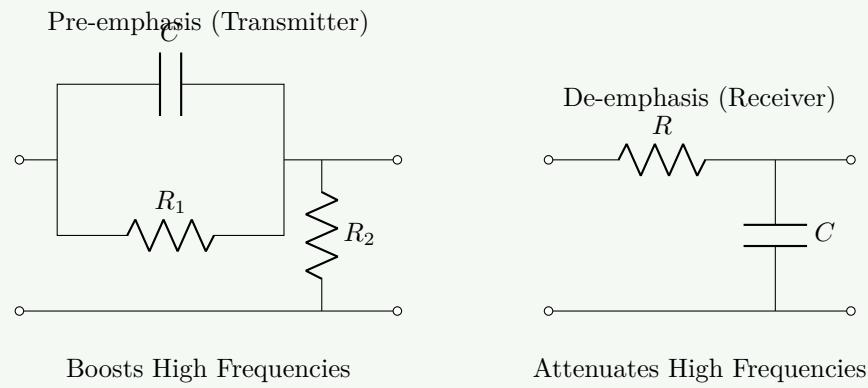 Pre-emphasis (Transmitter)
C
R₁
R₂
Boosts High Frequencies
De-emphasis (Receiver)
R
C
Attenuates High Frequencies